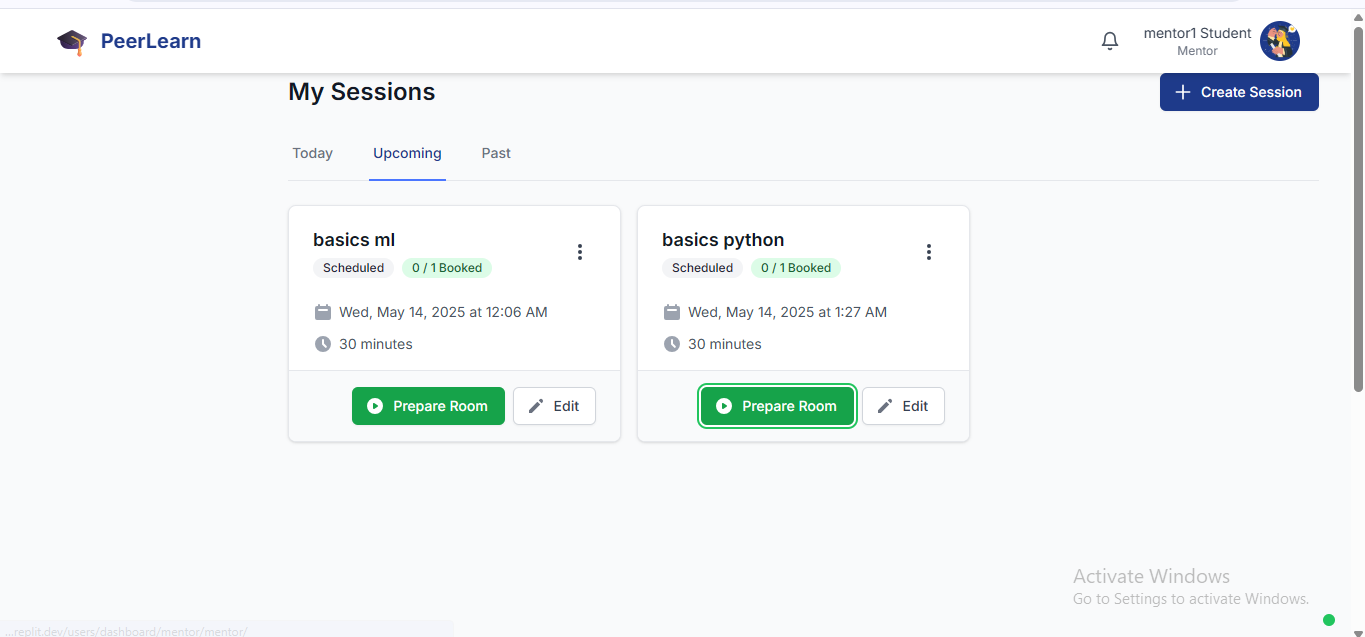 PeerLearn
mentor1 Student
Mentor
My Sessions
Create Session
Today Upcoming Past
basics ml
Scheduled 0 / 1 Booked
Wed, May 14, 2025 at 12:06 AM
30 minutes
Prepare Room Edit
basics python
Scheduled 0 / 1 Booked
Wed, May 14, 2025 at 1:27 AM
30 minutes
Prepare Room Edit
Activate Windows
Go to Settings to activate Windows.
...replit.dev/users/dashboard/mentor/mentor/